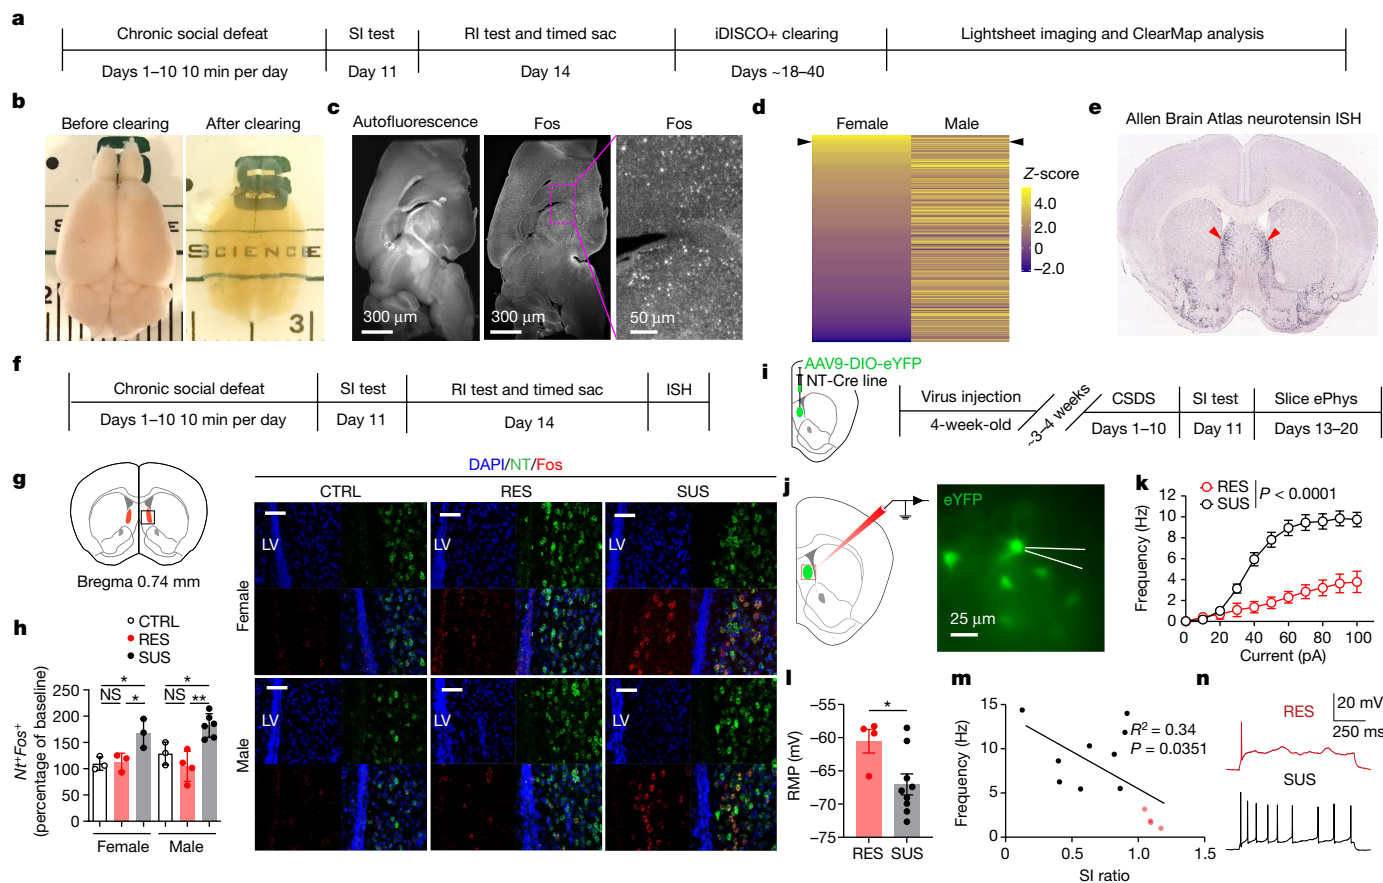 a
Chronic social defeat
SI test
RI test and timed sac
iDISCO+ clearing
Lightsheet imaging and ClearMap analysis
Days 1–10 10 min per day
Day 11
Day 14
Days ~18–40
b
Before clearing
After clearing
SCIENCE
2
3
c
Autofluorescence
Fos
Fos
300 μm
300 μm
50 μm
d
Female
Male
Z-score
4.0
2.0
0
–2.0
e
Allen Brain Atlas neurotensin ISH
f
Chronic social defeat
SI test
RI test and timed sac
ISH
Days 1–10 10 min per day
Day 11
Day 14
g
Bregma 0.74 mm
DAPI/NT/Fos
CTRL
RES
SUS
LV
LV
LV
Female
LV
LV
LV
Male
h
CTRL
RES
SUS
Nt+Fos+
(percentage of baseline)
250
200
150
100
50
0
*
NS
*
*
NS
**
Female
Male
i
AAV9-DIO-eYFP
NT-Cre line
Virus injection
4-week-old
~3–4 weeks
CSDS
SI test
Slice ePhys
Days 1–10
Day 11
Days 13–20
j
eYFP
25 μm
k
RES
SUS
P < 0.0001
Frequency (Hz)
12
10
8
6
4
2
0
0
20
40
60
80
100
Current (pA)
l
RMP (mV)
–55
–60
–65
–70
–75
*
RES
SUS
m
Frequency (Hz)
15
10
5
0
R² = 0.34
P = 0.0351
0
0.5
1.0
1.5
SI ratio
n
RES
20 mV
250 ms
SUS